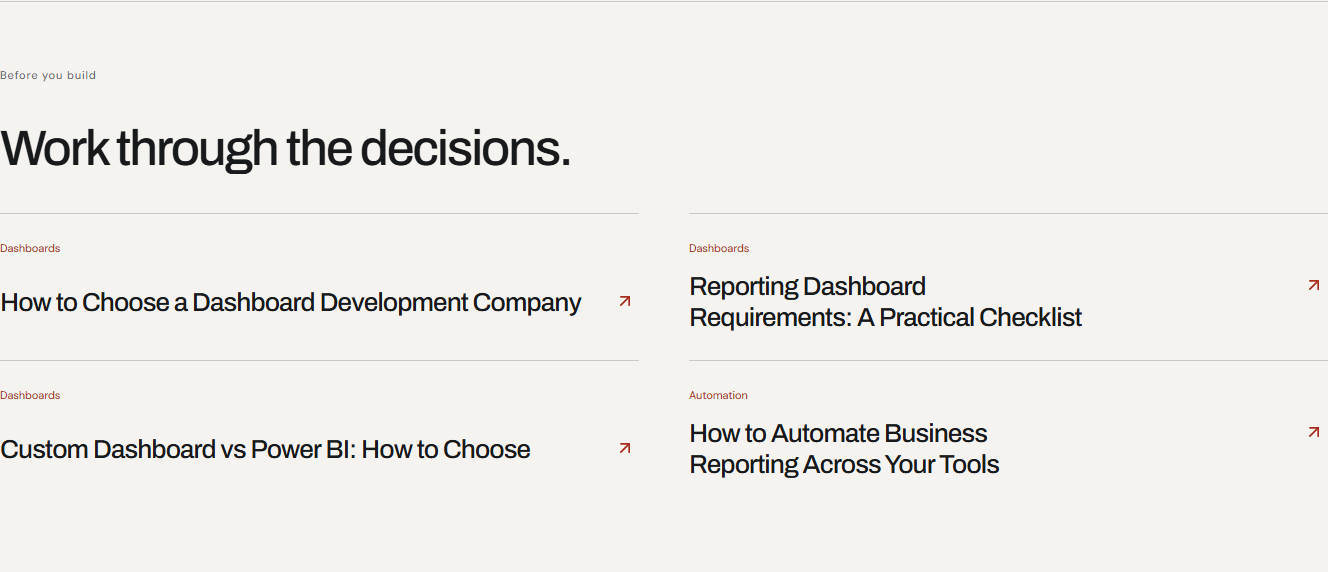 Before you build
Work through the decisions.
Dashboards
How to Choose a Dashboard Development Company
Dashboards
Reporting Dashboard
Requirements: A Practical Checklist
Dashboards
Custom Dashboard vs Power BI: How to Choose
Automation
How to Automate Business
Reporting Across Your Tools